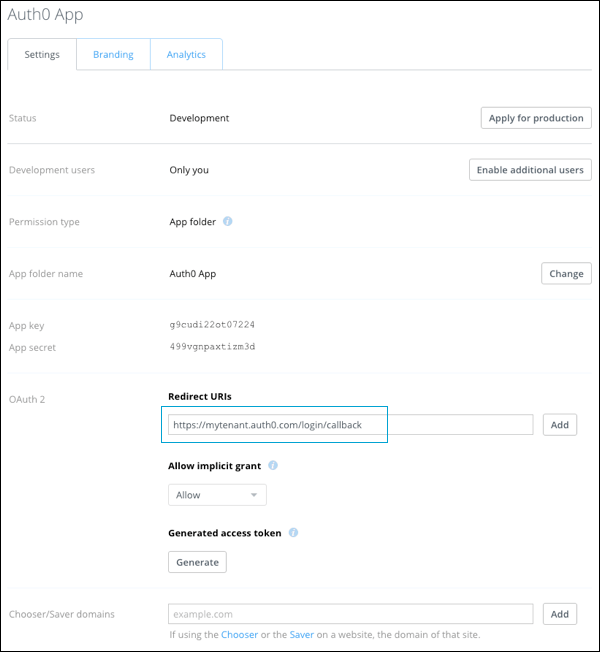 Auth0 App
Settings
Branding
Analytics
Status
Development
Apply for production
Development users
Only you
Enable additional users
Permission type
App folder i
App folder name
Auth0 App
Change
App key
g9cudi22ot07224
App secret
499vgnpaxtizm3d
OAuth 2
Redirect URIs
https://mytenant.auth0.com/login/callback
Add
Allow implicit grant i
Allow
Generated access token i
Generate
Chooser/Saver domains
example.com
Add
If using the Chooser or the Saver on a website, the domain of that site.